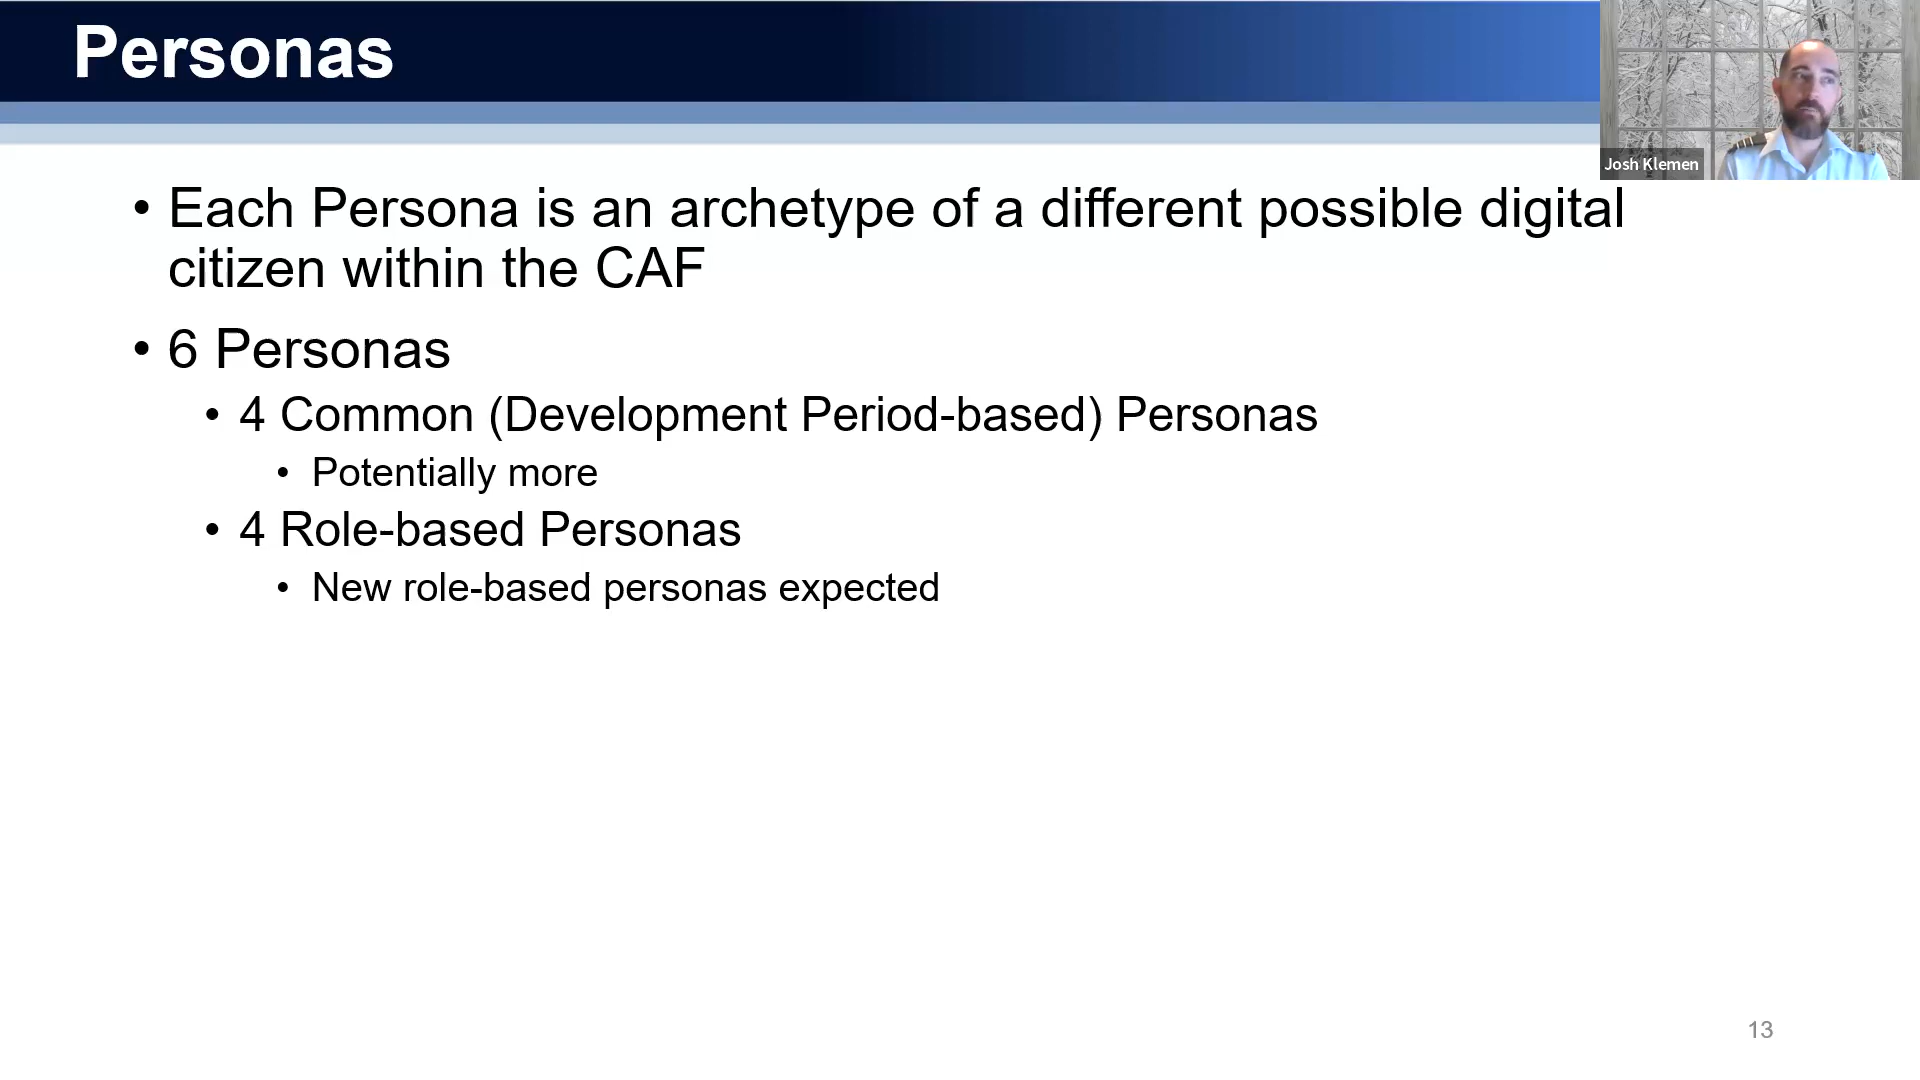 Personas
Josh Klemen
• Each Persona is an archetype of a different possible digital
citizen within the CAF
• 6 Personas
• 4 Common (Development Period-based) Personas
• Potentially more
• 4 Role-based Personas
• New role-based personas expected
13